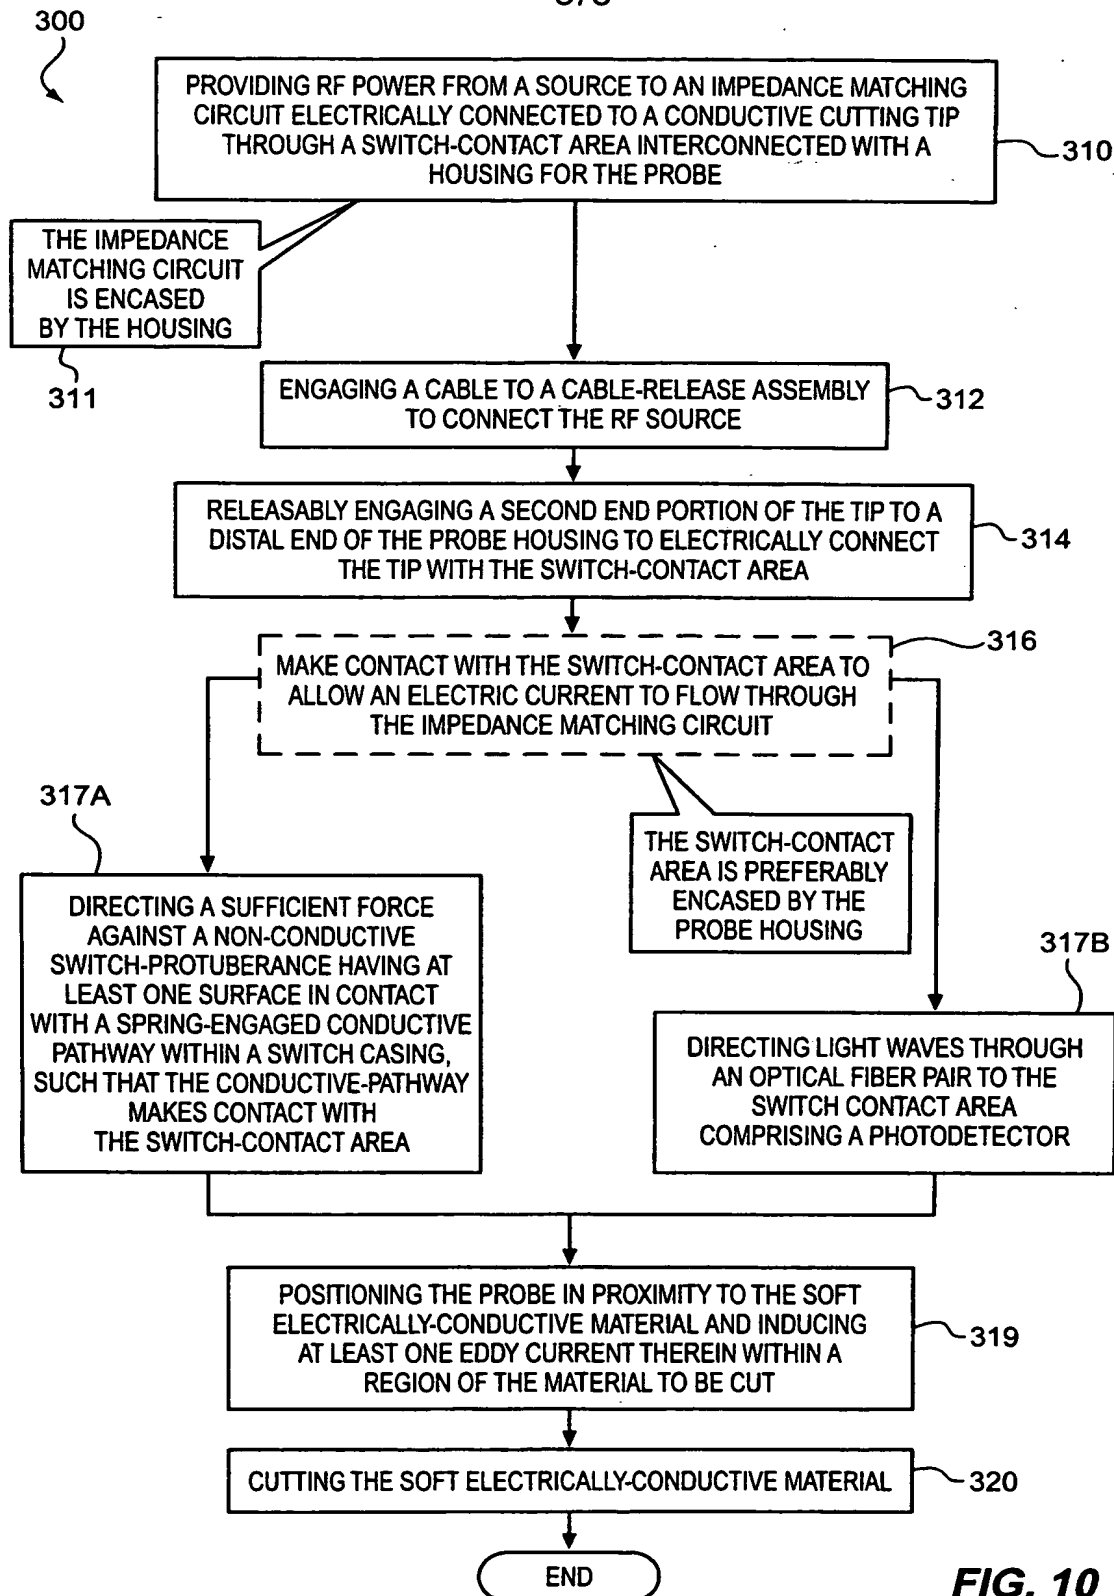 300
PROVIDING RF POWER FROM A SOURCE TO AN IMPEDANCE MATCHING
CIRCUIT ELECTRICALLY CONNECTED TO A CONDUCTIVE CUTTING TIP
THROUGH A SWITCH-CONTACT AREA INTERCONNECTED WITH A
HOUSING FOR THE PROBE
310
THE IMPEDANCE
MATCHING CIRCUIT
IS ENCASED
BY THE HOUSING
311
ENGAGING A CABLE TO A CABLE-RELEASE ASSEMBLY
TO CONNECT THE RF SOURCE
312
RELEASABLY ENGAGING A SECOND END PORTION OF THE TIP TO A
DISTAL END OF THE PROBE HOUSING TO ELECTRICALLY CONNECT
THE TIP WITH THE SWITCH-CONTACT AREA
314
316
MAKE CONTACT WITH THE SWITCH-CONTACT AREA TO
ALLOW AN ELECTRIC CURRENT TO FLOW THROUGH
THE IMPEDANCE MATCHING CIRCUIT
THE SWITCH-CONTACT
AREA IS PREFERABLY
ENCASED BY THE
PROBE HOUSING
317A
DIRECTING A SUFFICIENT FORCE
AGAINST A NON-CONDUCTIVE
SWITCH-PROTUBERANCE HAVING AT
LEAST ONE SURFACE IN CONTACT
WITH A SPRING-ENGAGED CONDUCTIVE
PATHWAY WITHIN A SWITCH CASING,
SUCH THAT THE CONDUCTIVE-PATHWAY
MAKES CONTACT WITH
THE SWITCH-CONTACT AREA
317B
DIRECTING LIGHT WAVES THROUGH
AN OPTICAL FIBER PAIR TO THE
SWITCH CONTACT AREA
COMPRISING A PHOTODETECTOR
POSITIONING THE PROBE IN PROXIMITY TO THE SOFT
ELECTRICALLY-CONDUCTIVE MATERIAL AND INDUCING
AT LEAST ONE EDDY CURRENT THEREIN WITHIN A
REGION OF THE MATERIAL TO BE CUT
319
CUTTING THE SOFT ELECTRICALLY-CONDUCTIVE MATERIAL
320
END
FIG. 10